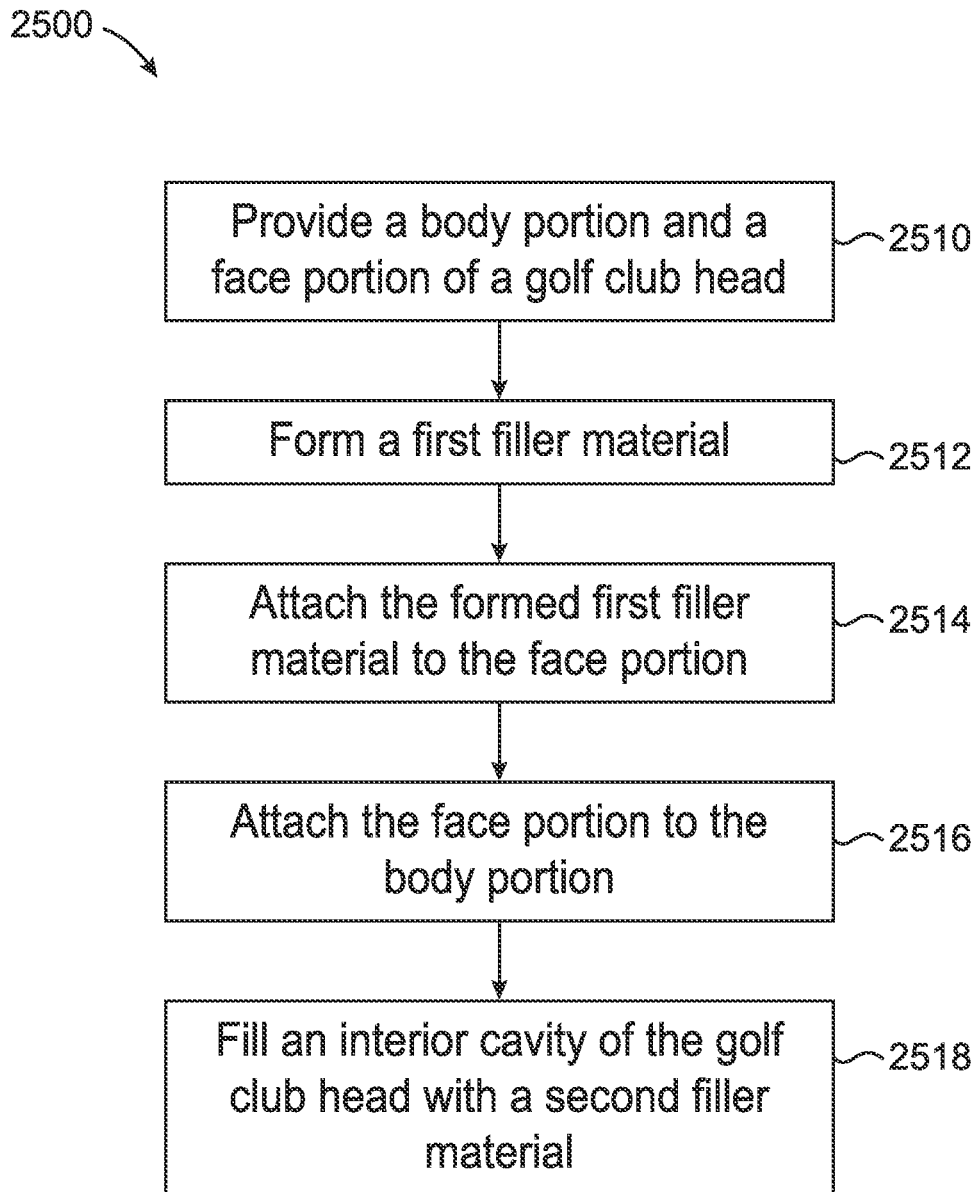 2500
Provide a body portion and a
face portion of a golf club head
2510
Form a first filler material
2512
Attach the formed first filler
material to the face portion
2514
Attach the face portion to the
body portion
2516
Fill an interior cavity of the golf
club head with a second filler
material
2518